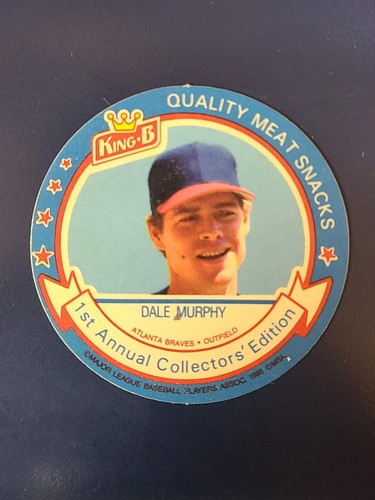 QUALITY MEAT SNACKS
KING·B
DALE MURPHY
ATLANTA BRAVES • OUTFIELD
1st Annual Collectors' Edition
©MAJOR LEAGUE BASEBALL PLAYERS ASSOC. 1988 ©MSA